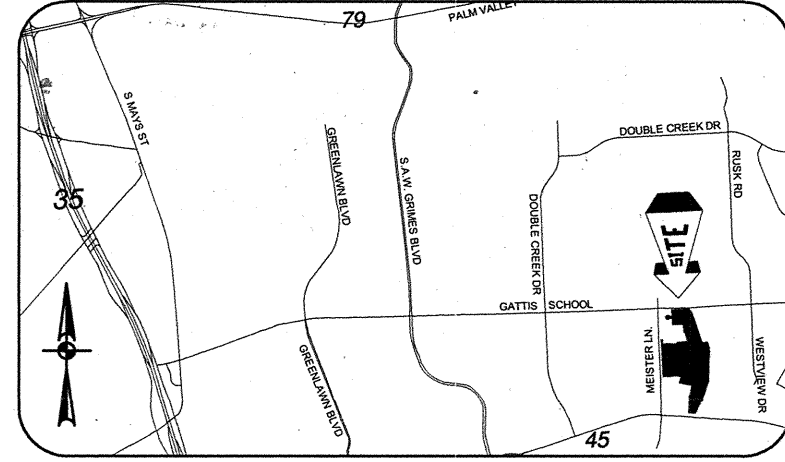 79
PALM VALLEY
S MAYS ST
DOUBLE CREEK DR
GREENLAWN BLVD
S.A.W. GRIMES BLVD
RUSK RD
35
DOUBLE CREEK DR
SITE
GATTIS SCHOOL
GREENLAWN BLVD
MEISTER LN.
WESTVIEW DR
45